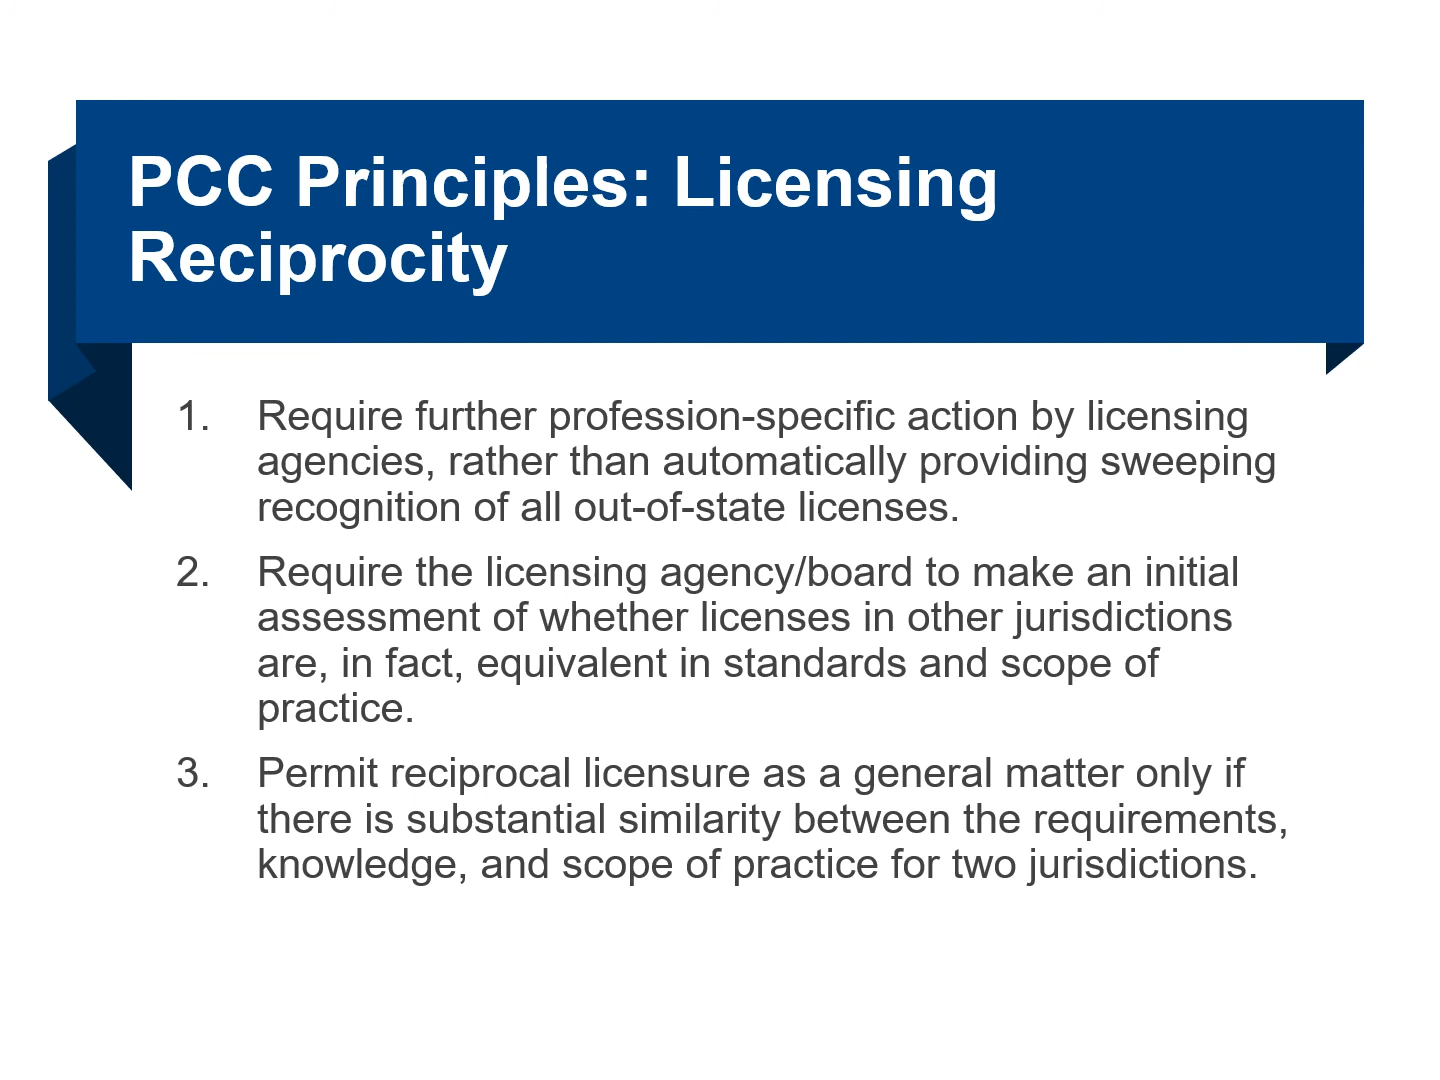 PCC Principles: Licensing
Reciprocity
1. Require further profession-specific action by licensing
agencies, rather than automatically providing sweeping
recognition of all out-of-state licenses.
2. Require the licensing agency/board to make an initial
assessment of whether licenses in other jurisdictions
are, in fact, equivalent in standards and scope of
practice.
3. Permit reciprocal licensure as a general matter only if
there is substantial similarity between the requirements,
knowledge, and scope of practice for two jurisdictions.